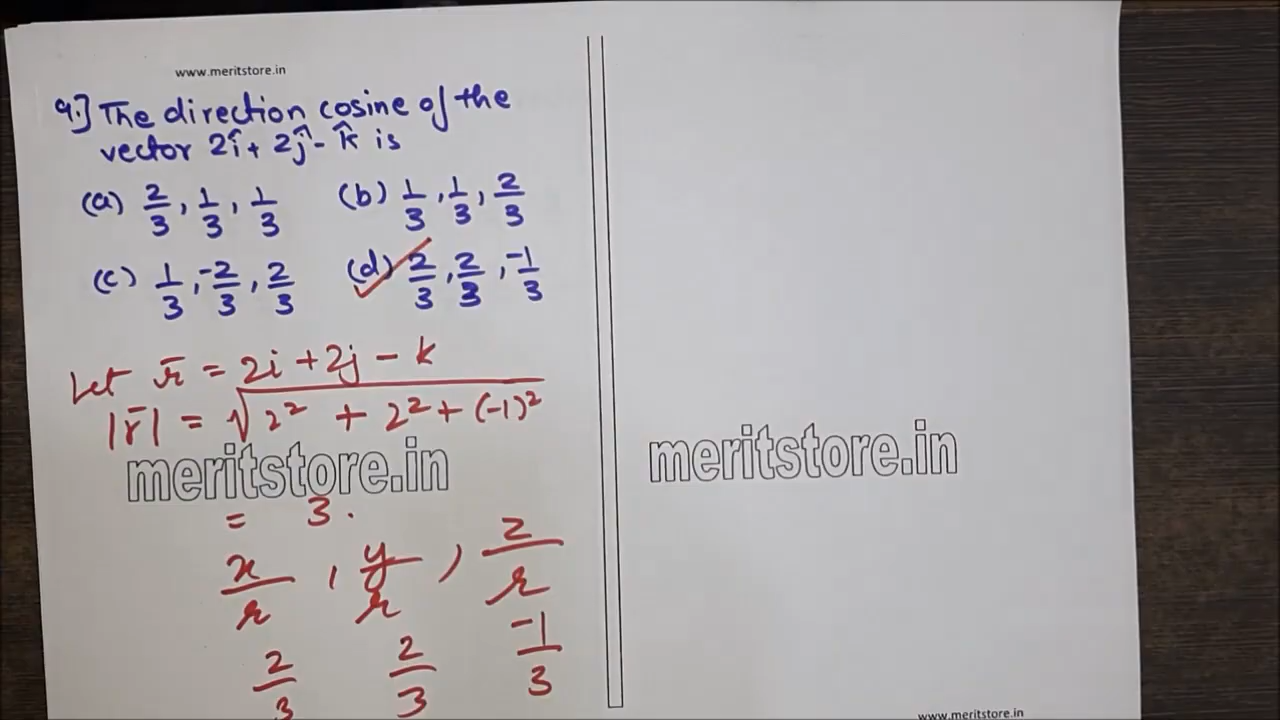 www.meritstore.in
9.] The direction cosine of the
vector 2î + 2ĵ - k̂ is
(a) 2/3, 1/3, 1/3 (b) 1/3, 1/3, 2/3
(c) 1/3, -2/3, 2/3 (d) 2/3, 2/3, -1/3
Let r̄ = 2i + 2j - k
|r̄| = √(2² + 2² + (-1)²)
meritstore.in
= 3.
x/r, y/r, z/r
2/3 2/3 -1/3
meritstore.in
www.meritstore.in